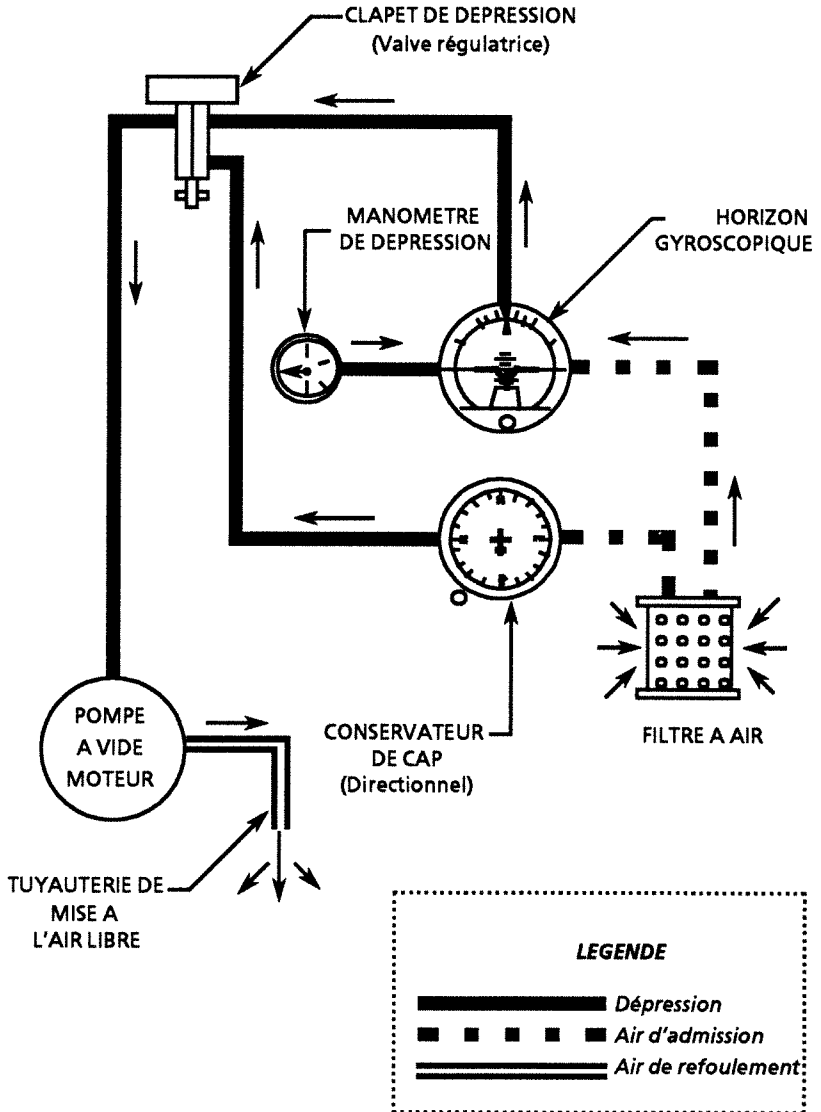 CLAPET DE DEPRESSION
(Valve régulatrice)
MANOMETRE
DE DEPRESSION
HORIZON
GYROSCOPIQUE
POMPE
A VIDE
MOTEUR
CONSERVATEUR
DE CAP
(Directionnel)
FILTRE A AIR
TUYAUTERIE DE
MISE A
L'AIR LIBRE
LEGENDE
Dépression
Air d'admission
Air de refoulement